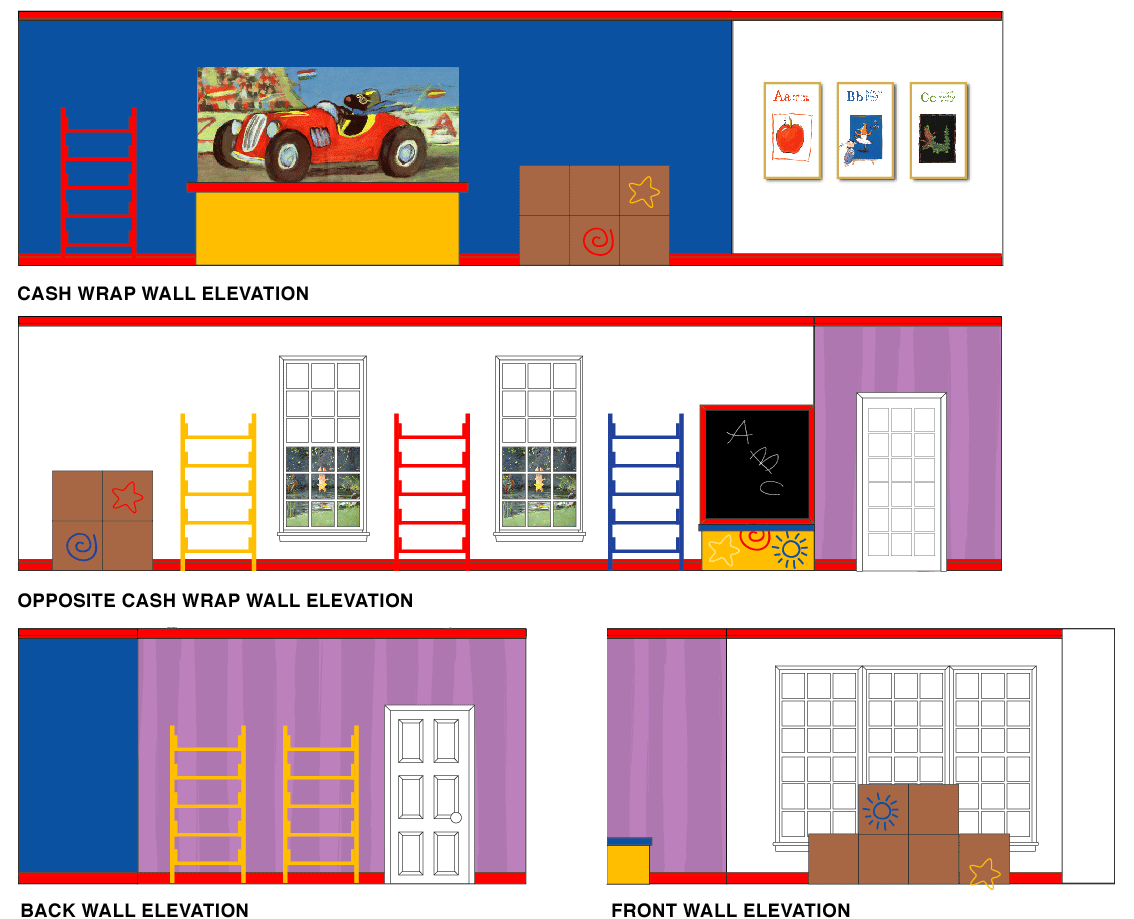 Aa
Bb
Cc
A
CASH WRAP WALL ELEVATION
A
B
C
OPPOSITE CASH WRAP WALL ELEVATION
BACK WALL ELEVATION
FRONT WALL ELEVATION